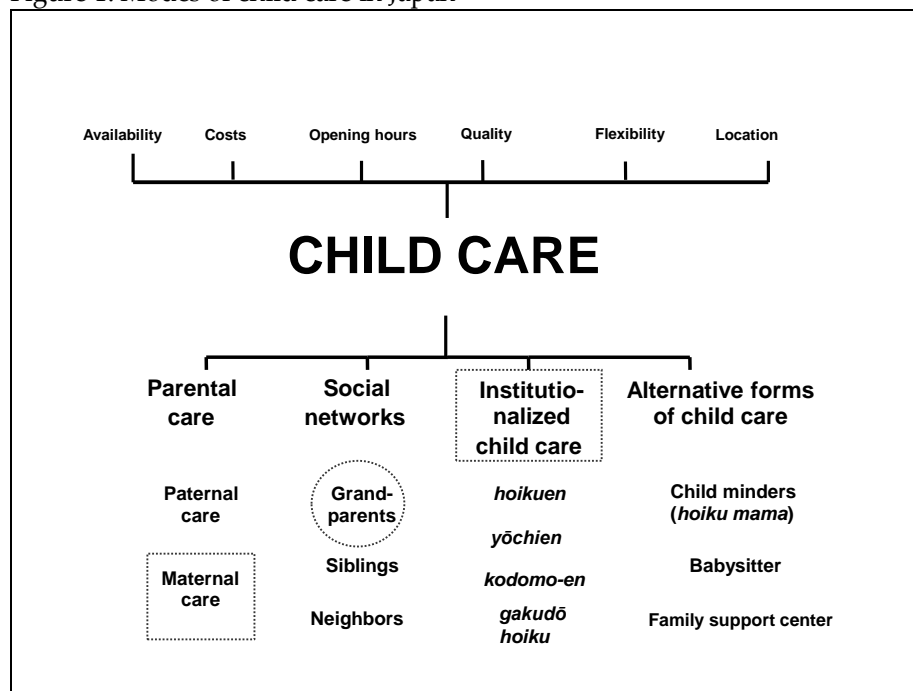 Figure 1: Modes of child care in Japan
Availability
Costs
Opening hours
Quality
Flexibility
Location
CHILD CARE
Parental
care
Social
networks
Institutio-
nalized
child care
Alternative forms
of child care
Paternal
care
Maternal
care
Grand-
parents
Siblings
Neighbors
hoikuen
yōchien
kodomo-en
gakudō
hoiku
Child minders
(hoiku mama)
Babysitter
Family support center